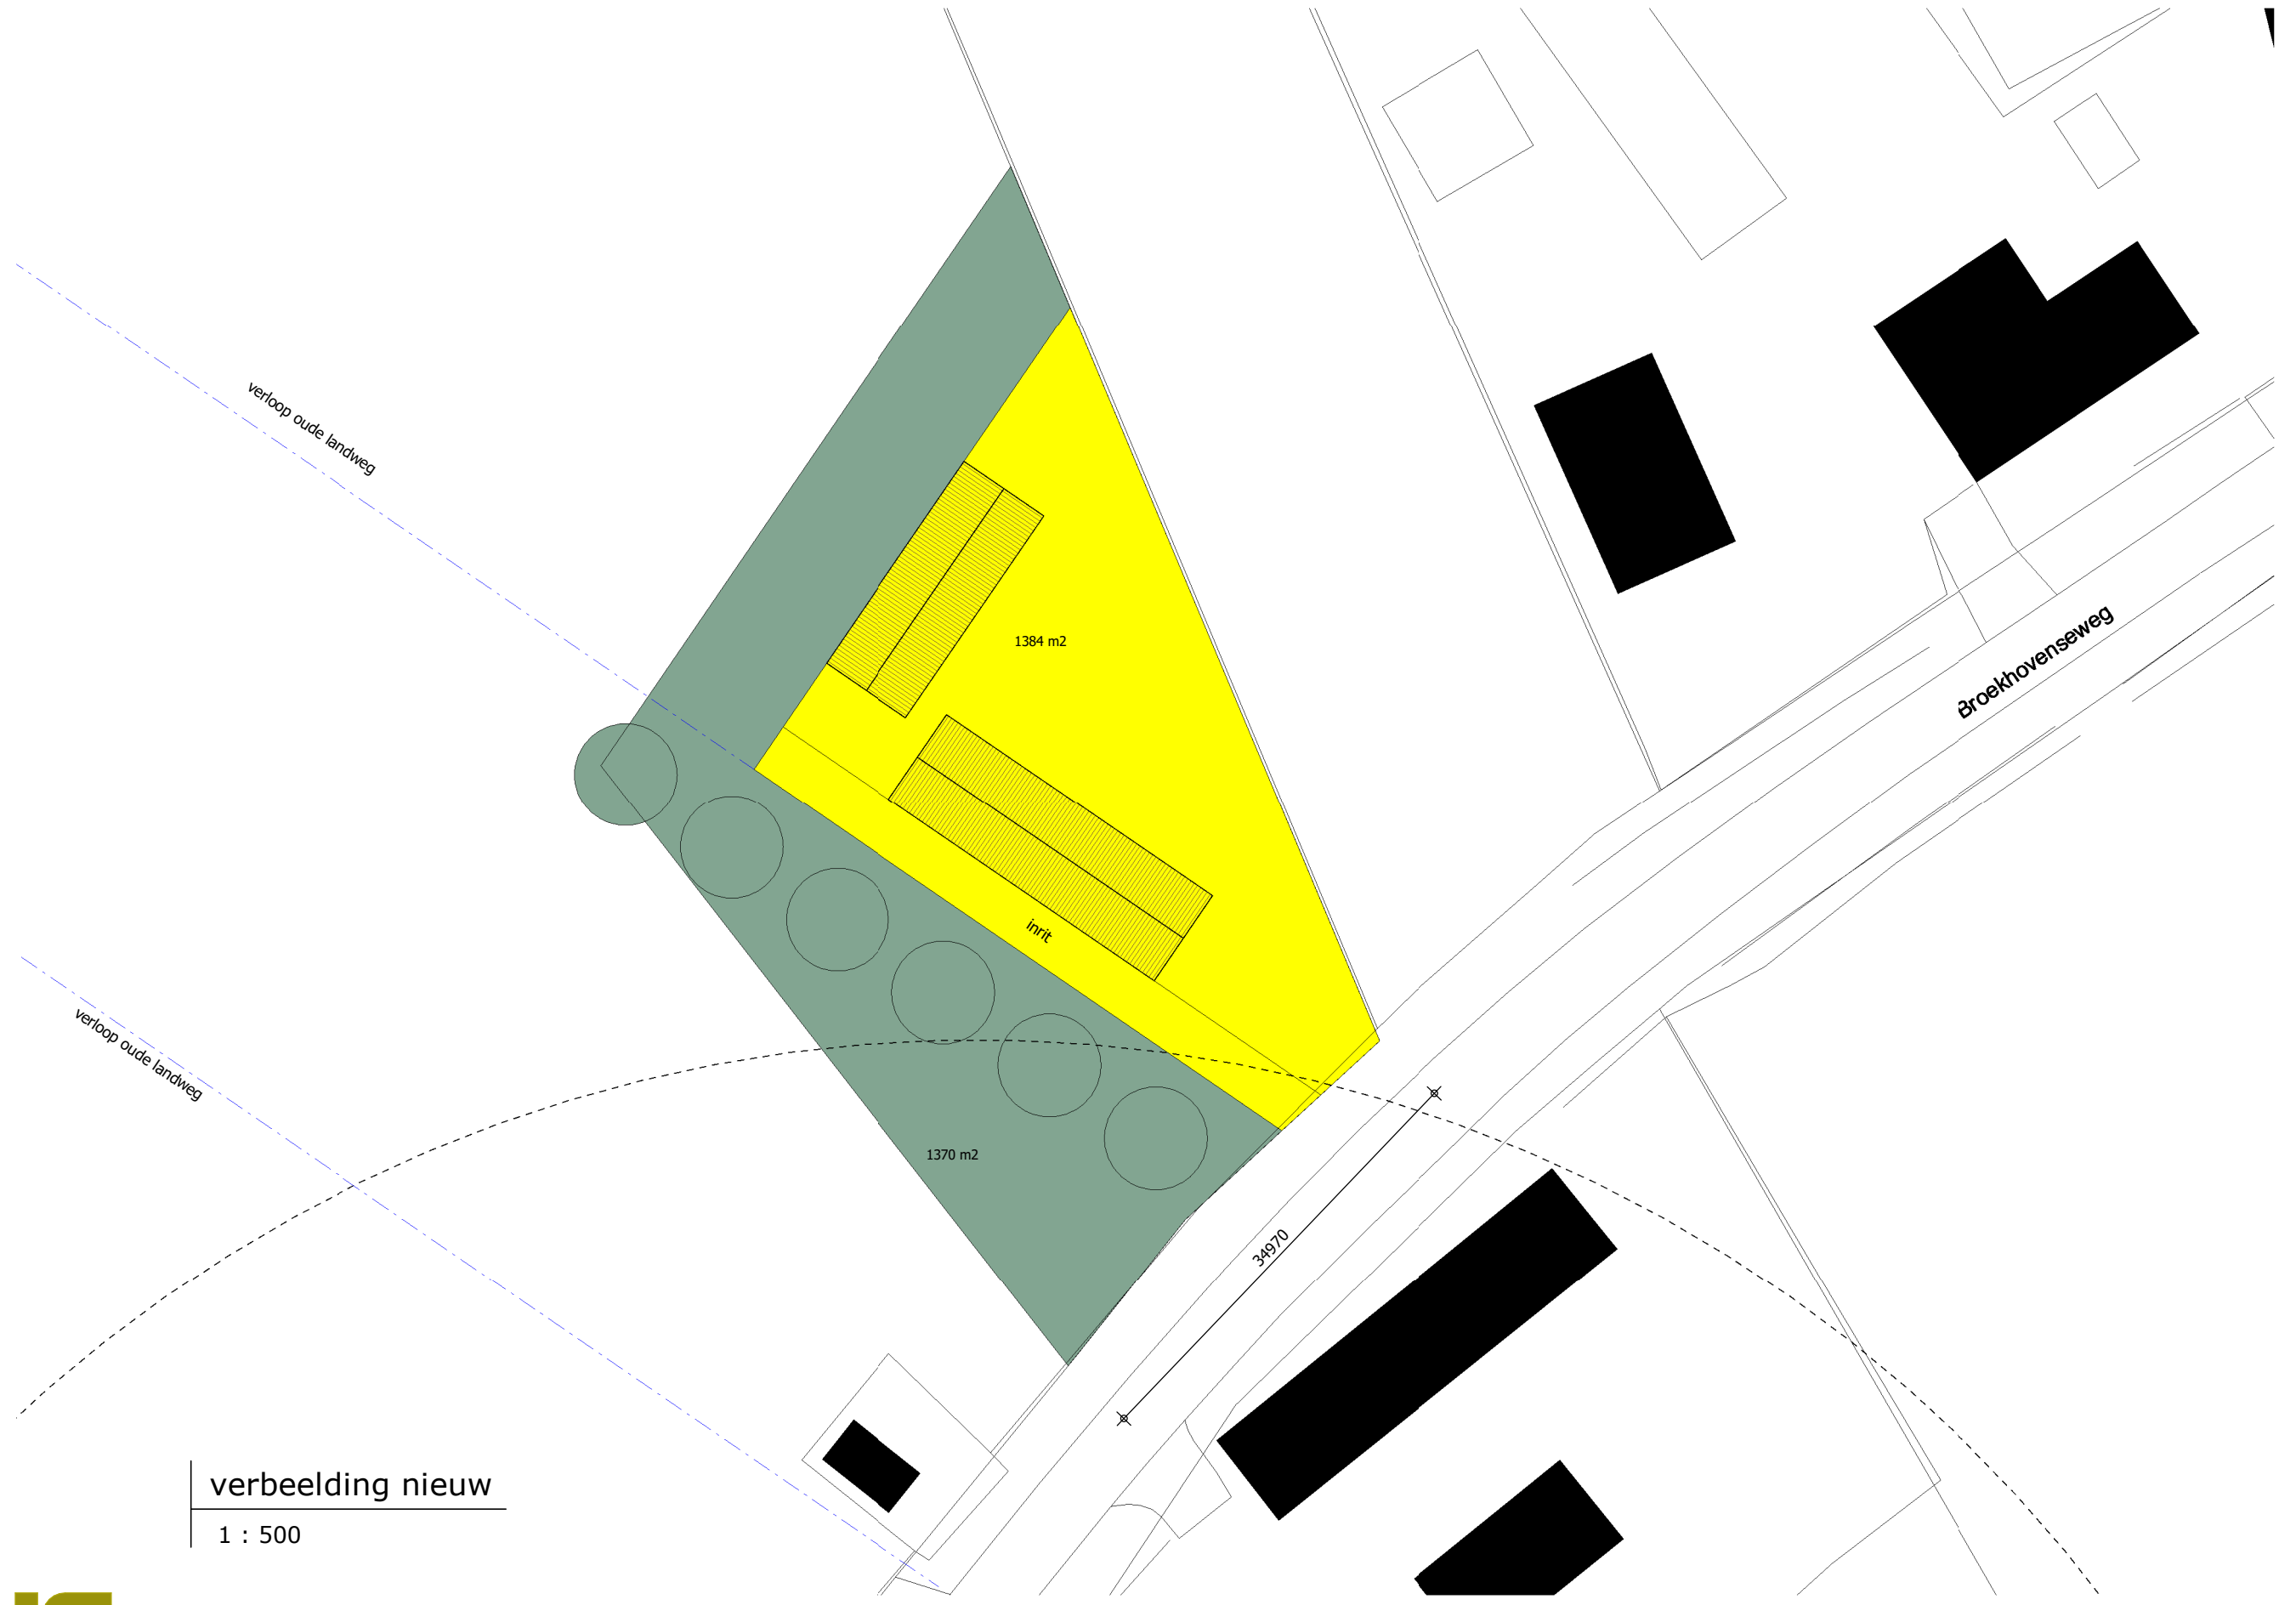 verloop oude landweg
Broekhovenseweg
1384 m2
inrit
verloop oude landweg
1370 m2
34970
verbeelding nieuw
1 : 500